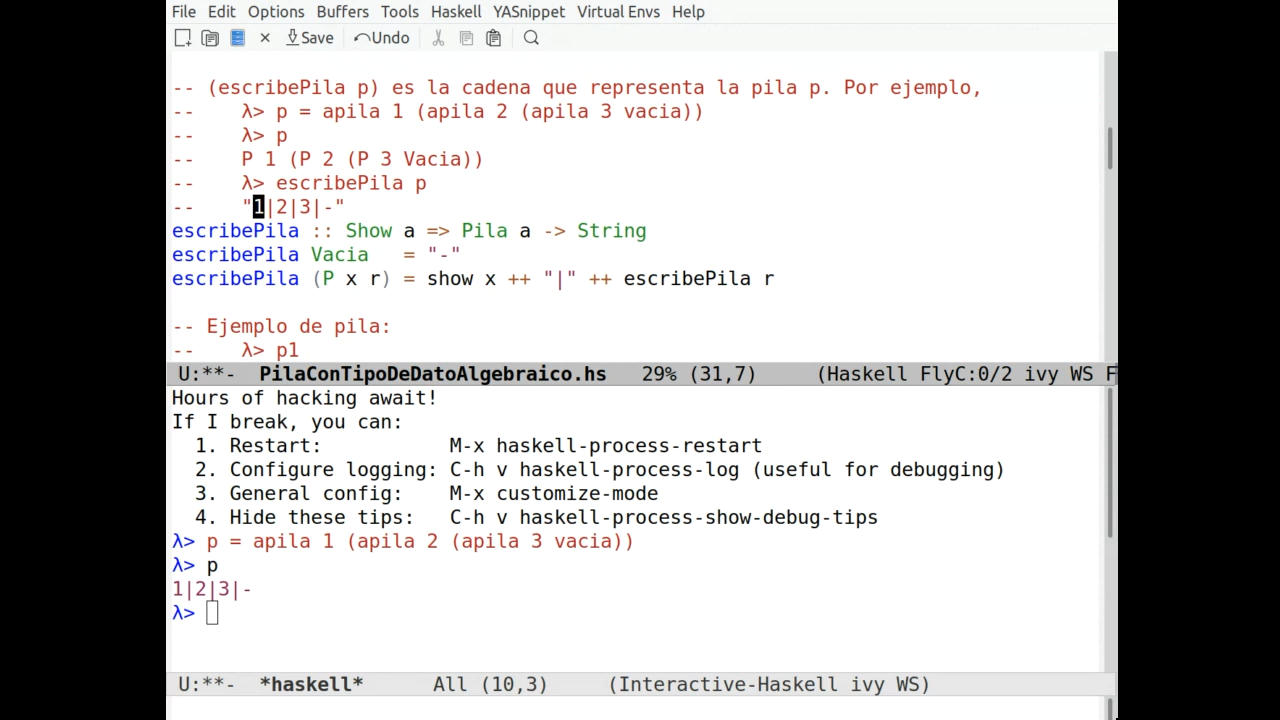 File Edit Options Buffers Tools Haskell YASnippet Virtual Envs Help
Save Undo
-- (escribePila p) es la cadena que representa la pila p. Por ejemplo,
--    λ> p = apila 1 (apila 2 (apila 3 vacia))
--    λ> p
--    P 1 (P 2 (P 3 Vacia))
--    λ> escribePila p
--    "1|2|3|-"
escribePila :: Show a => Pila a -> String
escribePila Vacia   = "-"
escribePila (P x r) = show x ++ "|" ++ escribePila r
-- Ejemplo de pila:
--    λ> p1
U:**-  PilaConTipoDeDatoAlgebraico.hs   29% (31,7)     (Haskell FlyC:0/2 ivy WS F
Hours of hacking await!
If I break, you can:
  1. Restart:           M-x haskell-process-restart
  2. Configure logging: C-h v haskell-process-log (useful for debugging)
  3. General config:    M-x customize-mode
  4. Hide these tips:   C-h v haskell-process-show-debug-tips
λ> p = apila 1 (apila 2 (apila 3 vacia))
λ> p
1|2|3|-
λ>
U:**-  *haskell*      All (10,3)     (Interactive-Haskell ivy WS)